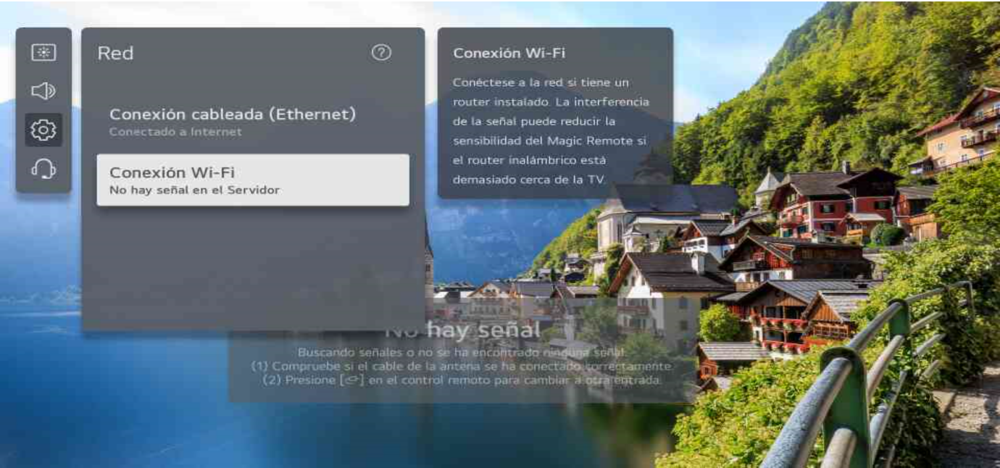 Red
Conexión cableada (Ethernet)
Conectado a Internet
Conexión Wi-Fi
No hay señal en el Servidor
Conexión Wi-Fi
Conéctese a la red si tiene un
router instalado. La interferencia
de la señal puede reducir la
sensibilidad del Magic Remote si
el router inalámbrico está
demasiado cerca de la TV.
No hay señal
Buscando señales o no se ha encontrado ninguna señal.
(1) Compruebe si el cable de la antena se ha conectado correctamente.
(2) Presione [] en el control remoto para cambiar a otra entrada.